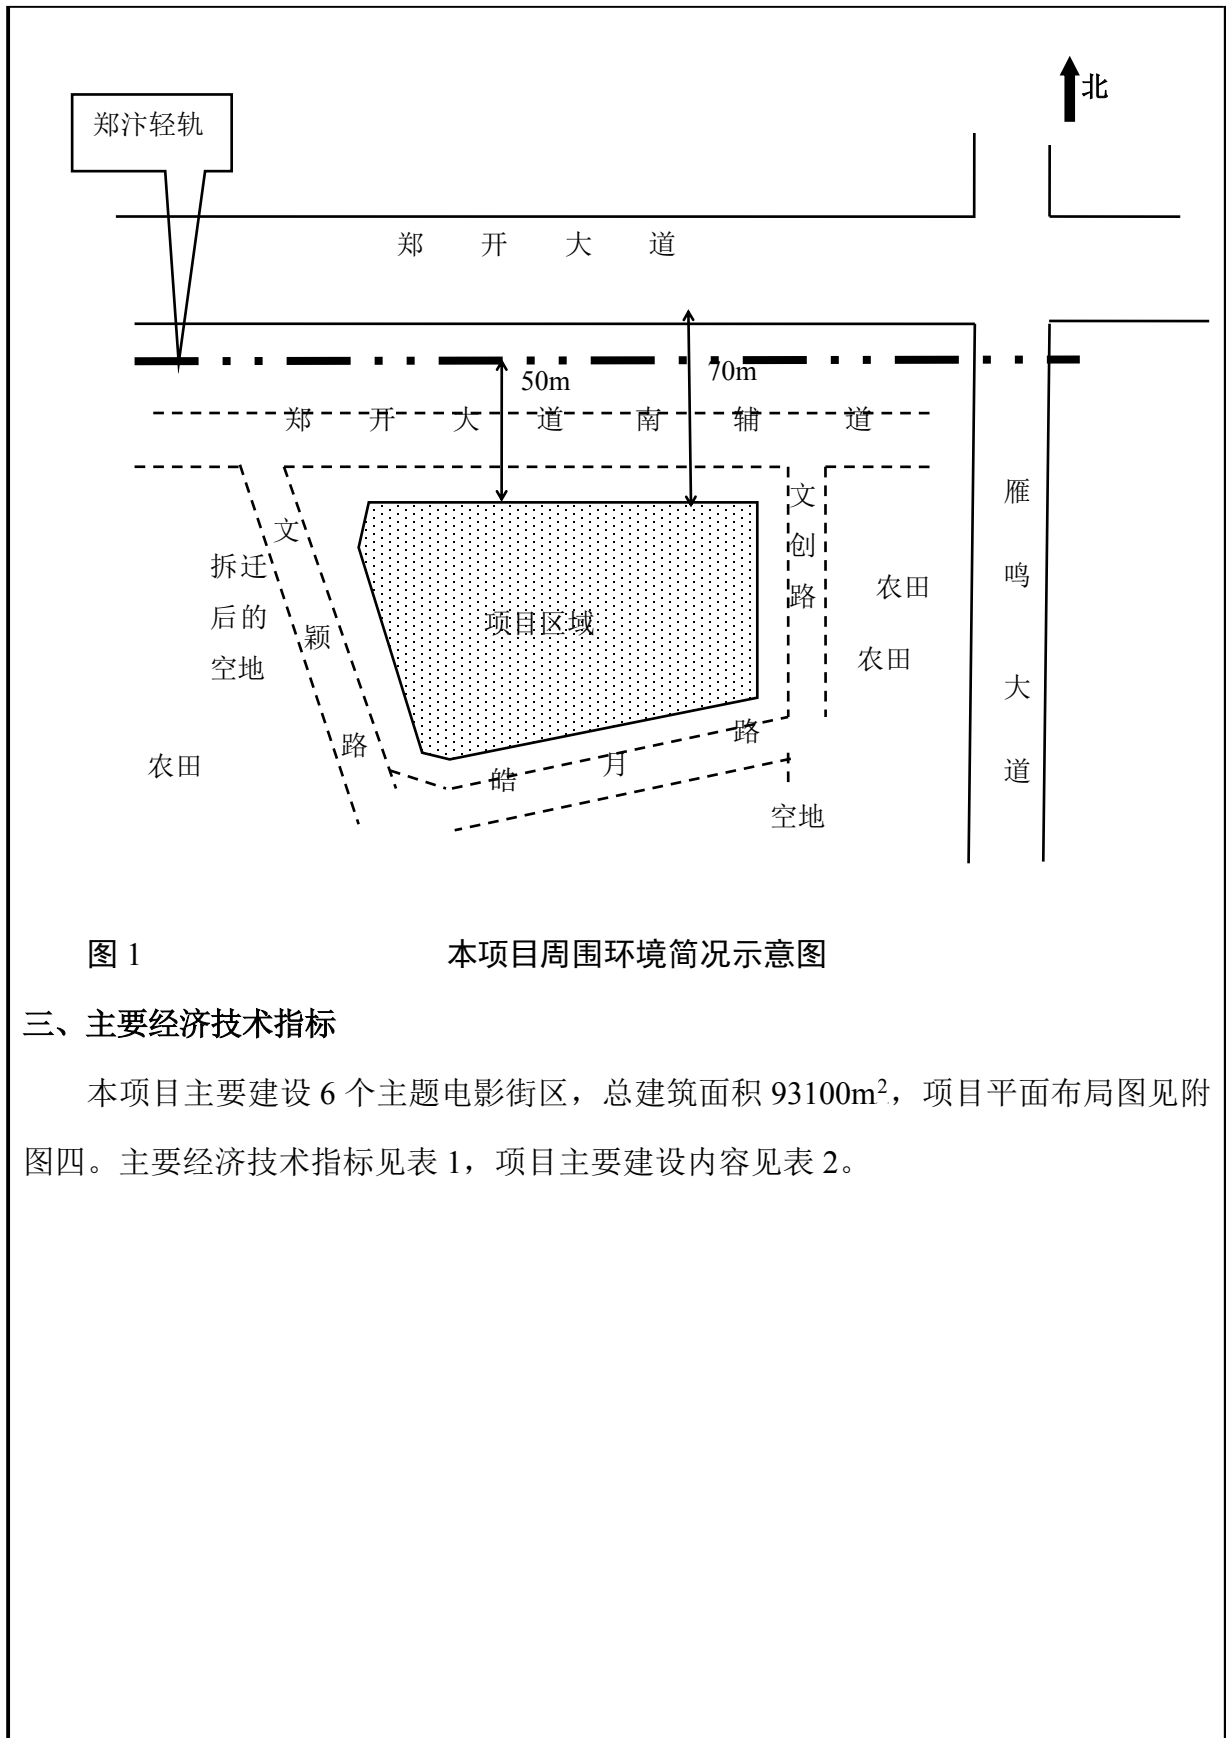 北
郑汴轻轨
郑开大道
50m
70m
郑开大道南辅道
文颖路
文创路
雁鸣大道
拆迁
后的
空地
项目区域
农田
农田
农田
皓月路
空地
图 1 本项目周围环境简况示意图
三、主要经济技术指标
本项目主要建设 6 个主题电影街区，总建筑面积 93100m²，项目平面布局图见附
图四。主要经济技术指标见表 1，项目主要建设内容见表 2。